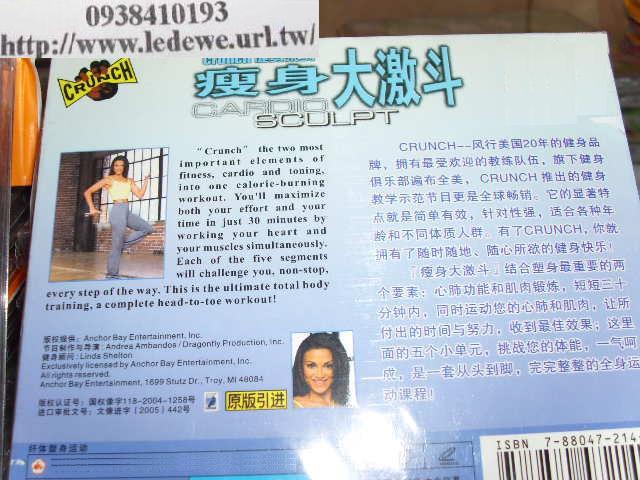 0938410193
http://www.ledewe.url.tw/
CRUNCH
瘦身大激斗
CARDIO
SCULPT
"Crunch" the two most
important elements of
fitness, cardio and toning,
into one calorie-burning
workout. You'll maximize
both your effort and your
time in just 30 minutes by
working your heart and
your muscles simultaneously.
Each of the five segments
will challenge you, non-stop,
every step of the way. This is the ultimate total body
training, a complete head-to-toe workout!
CRUNCH--风行美国20年的健身品
牌，拥有最受欢迎的教练队伍，旗下健身
俱乐部遍布全美，CRUNCH 推出的健身
教学示范节目更是全球畅销。它的显著特
点就是简单有效，针对性强，适合各种年
龄和不同体质人群。有了CRUNCH，你就
拥有了随时随地、随心所欲的健身快乐！
『瘦身大激斗』结合塑身最重要的两
个要素：心肺功能和肌肉锻炼，短短三十
分钟内，同时运动您的心肺和肌肉，让所
付出的时间与努力，收到最佳效果；这里
面的五个小单元，挑战您的体能，一气呵
成，是一套从头到脚，完完整整的全身运
动课程！
版权提供：Anchor Bay Entertainment, Inc.
节目制作与导演：Andrea Ambandos / Dragonfly Production, Inc.
健身顾问：Linda Shelton
Exclusively licensed by Anchor Bay Entertainment, Inc.
All rights reserved.
Anchor Bay Entertainment, 1699 Stutz Dr., Troy, MI 48084
版权认证号：国权像字118-2004-1258号
进口审批文号：文像进字（2005）442号
原版引进
纤体塑身运动
ISBN 7-88047-214